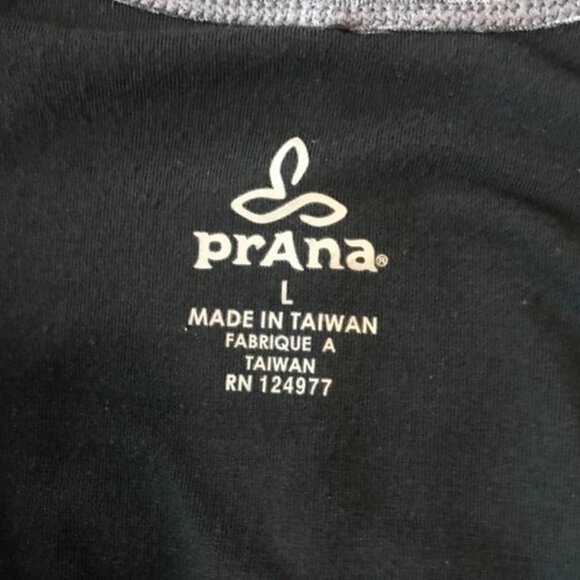 prAna®
L
MADE IN TAIWAN
FABRIQUE A
TAIWAN
RN 124977